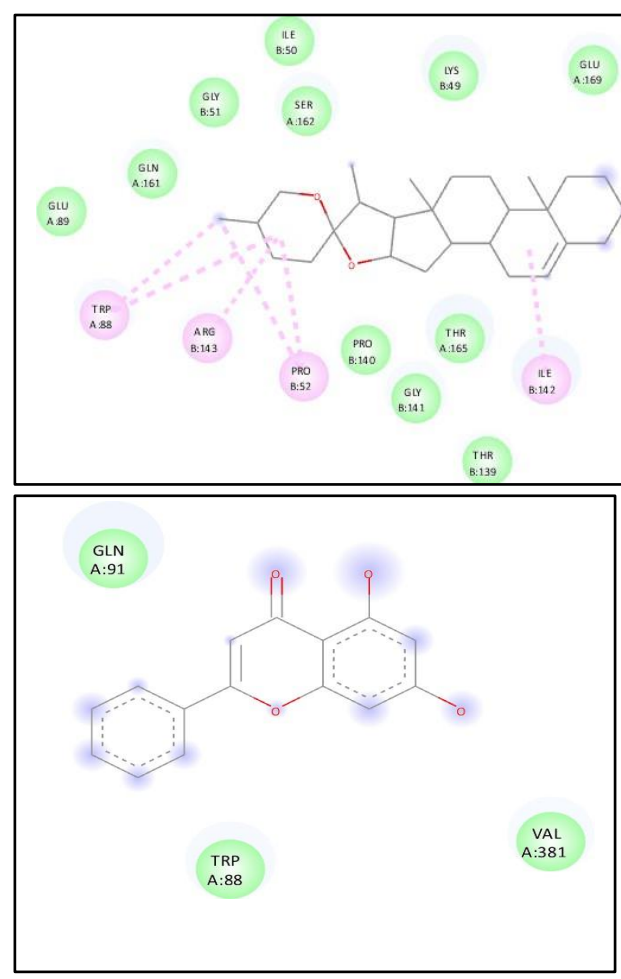 ILE
B:50
LYS
B:49
GLU
A:169
GLY
B:51
SER
A:162
GLN
A:161
GLU
A:89
O
O
TRP
A:88
ARG
B:143
PRO
B:52
PRO
B:140
THR
A:165
GLY
B:141
ILE
B:142
THR
B:139
GLN
A:91
O
O
O
O
TRP
A:88
VAL
A:381